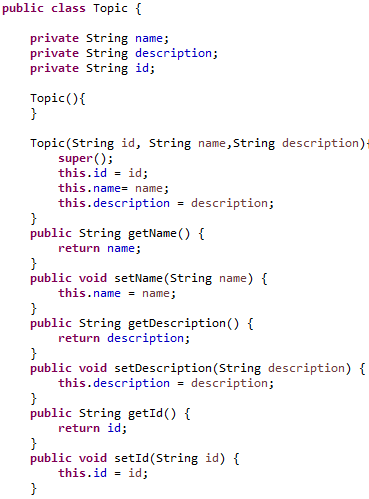 public class Topic {
private String name;
private String description;
private String id;
Topic(){
}
Topic(String id, String name,String description){
super();
this.id = id;
this.name= name;
this.description = description;
}
public String getName() {
return name;
}
public void setName(String name) {
this.name = name;
}
public String getDescription() {
return description;
}
public void setDescription(String description) {
this.description = description;
}
public String getId() {
return id;
}
public void setId(String id) {
this.id = id;
}